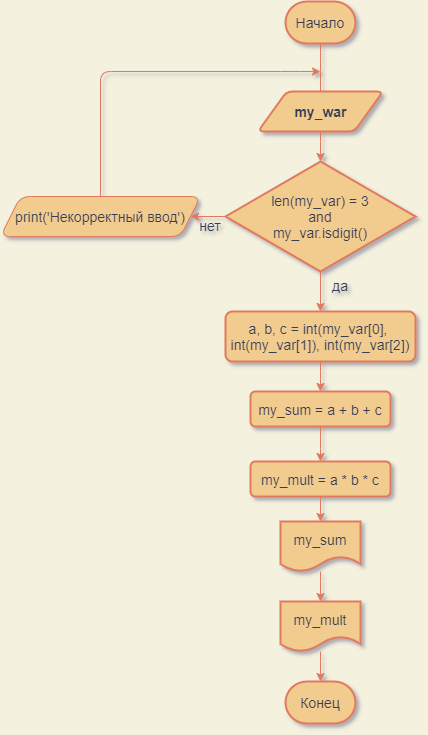 Начало
my_war
len(my_var) = 3
and
my_var.isdigit()
print('Некорректный ввод')
нет
да
a, b, c = int(my_var[0],
int(my_var[1]), int(my_var[2])
my_sum = a + b + c
my_mult = a * b * c
my_sum
my_mult
Конец